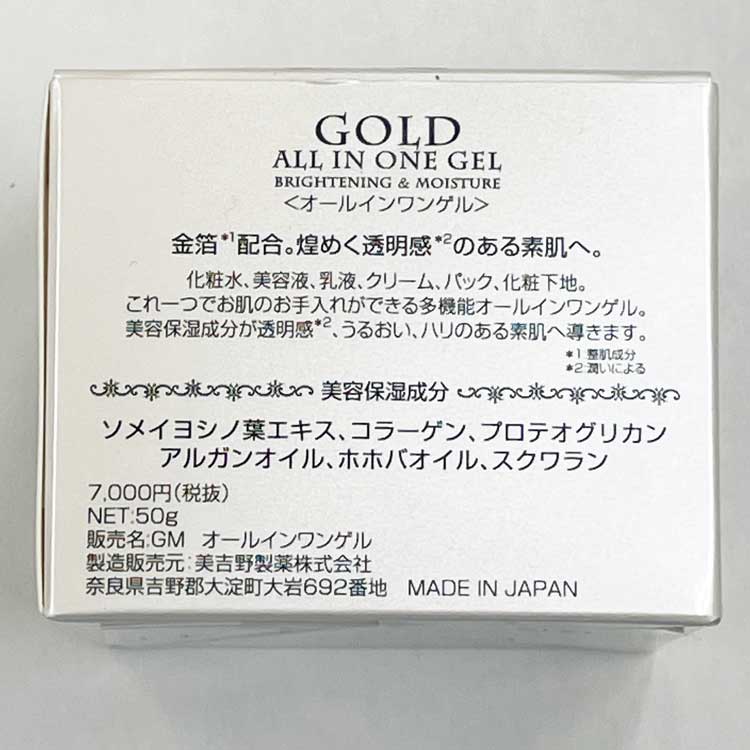 GOLD
ALL IN ONE GEL
BRIGHTENING & MOISTURE
<オールインワンゲル>
金箔*1配合。煌めく透明感*2のある素肌へ。
化粧水、美容液、乳液、クリーム、パック、化粧下地。
これ一つでお肌のお手入れができる多機能オールインワンゲル。
美容保湿成分が透明感*2、うるおい、ハリのある素肌へ導きます。
*1:整肌成分
*2:潤いによる
美容保湿成分
ソメイヨシノ葉エキス、コラーゲン、プロテオグリカン
アルガンオイル、ホホバオイル、スクワラン
7,000円(税抜)
NET:50g
販売名:GM オールインワンゲル
製造販売元:美吉野製薬株式会社
奈良県吉野郡大淀町大岩692番地 MADE IN JAPAN